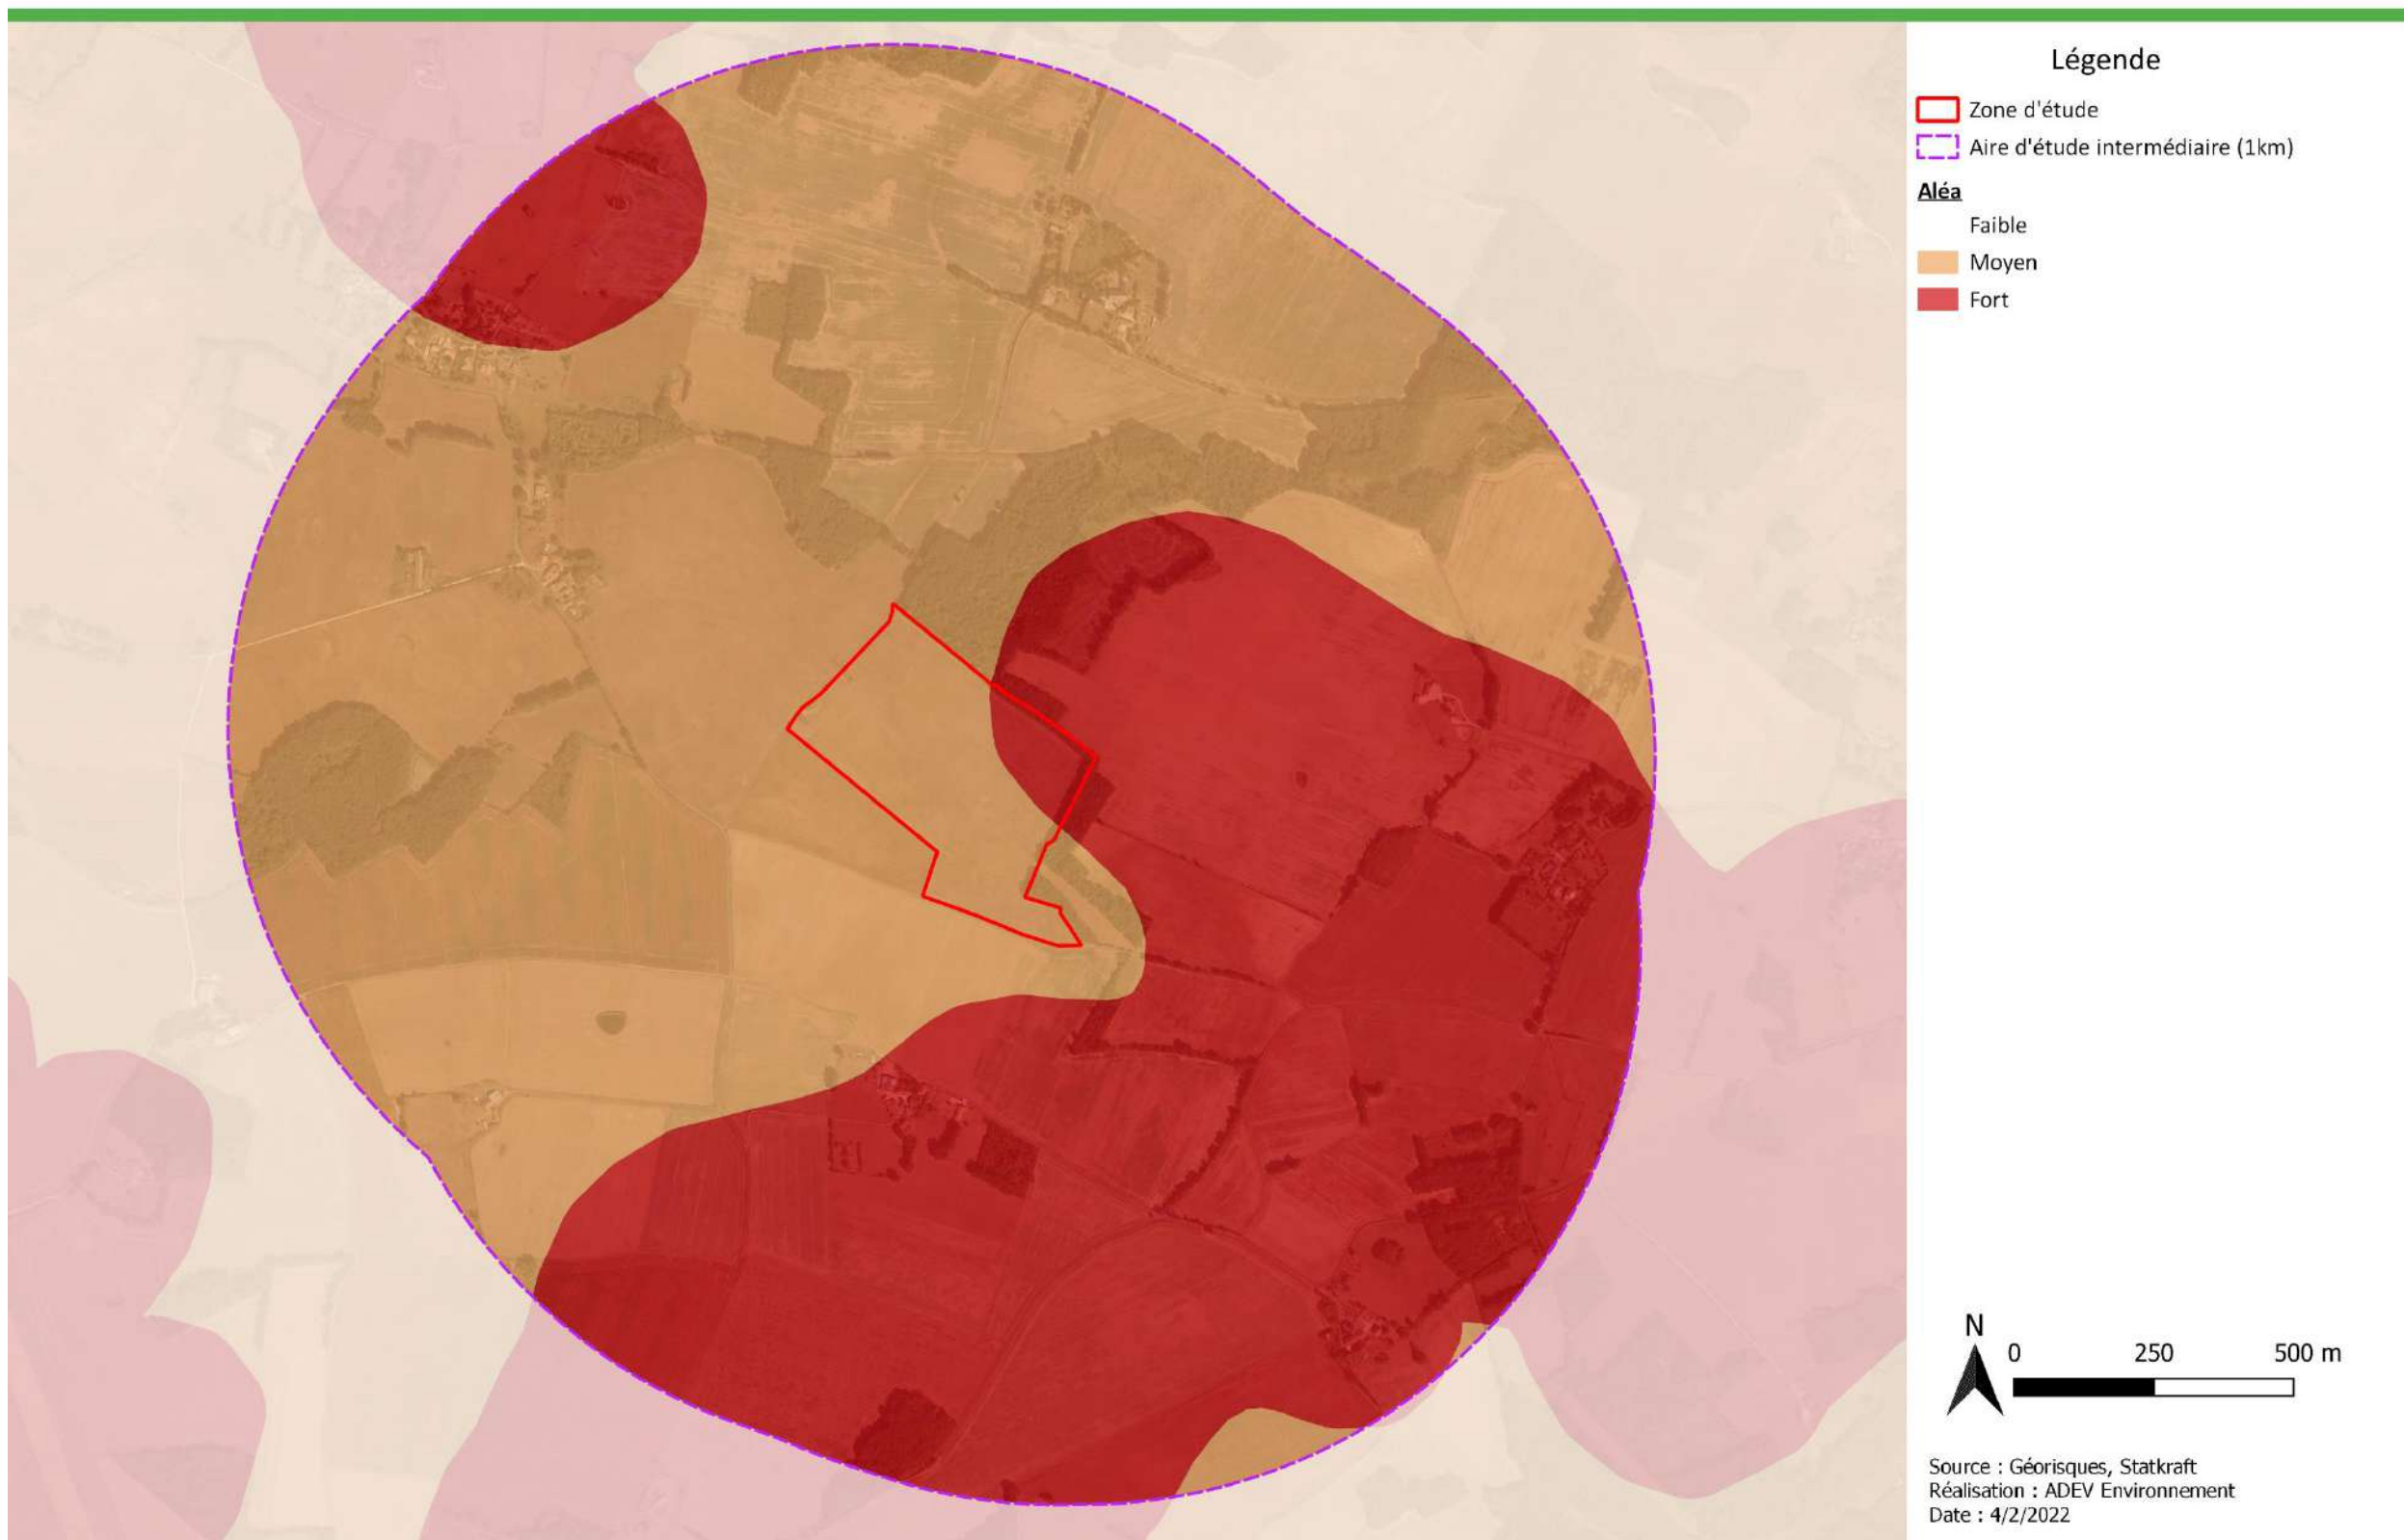 Légende
Zone d'étude
Aire d'étude intermédiaire (1km)
Aléa
Faible
Moyen
Fort
N
0 250 500 m
Source : Géorisques, Statkraft
Réalisation : ADEV Environnement
Date : 4/2/2022